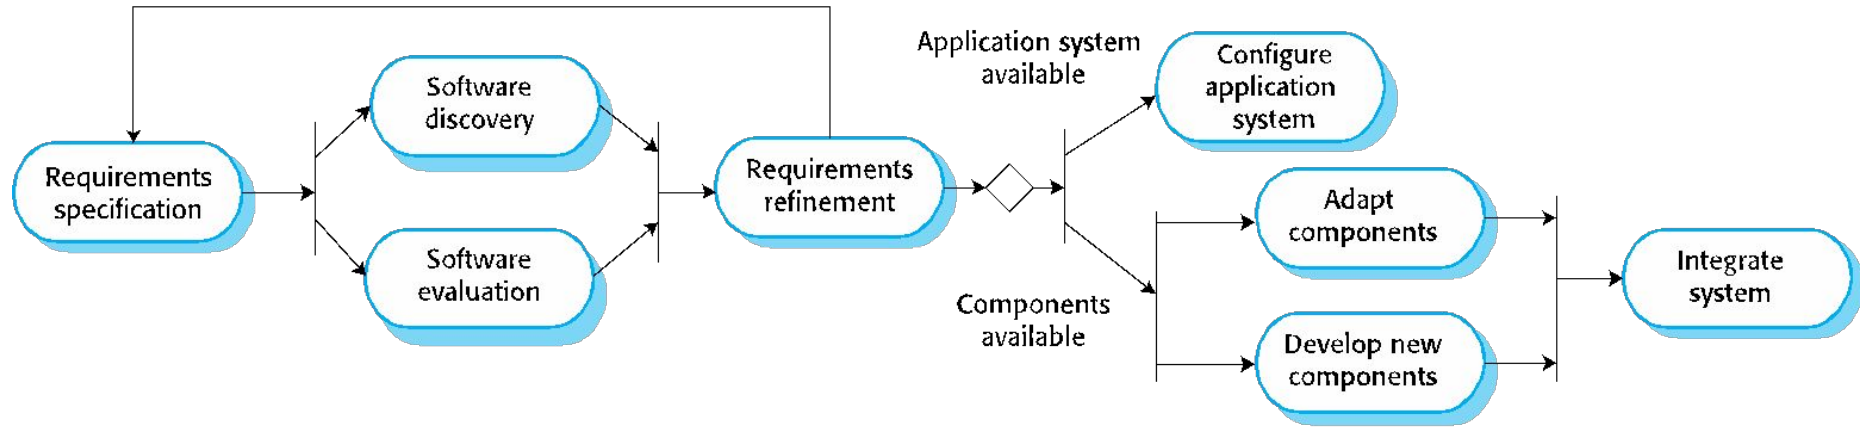 Requirements
specification
Software
discovery
Software
evaluation
Requirements
refinement
Application system
available
Configure
application
system
Components
available
Adapt
components
Develop new
components
Integrate
system